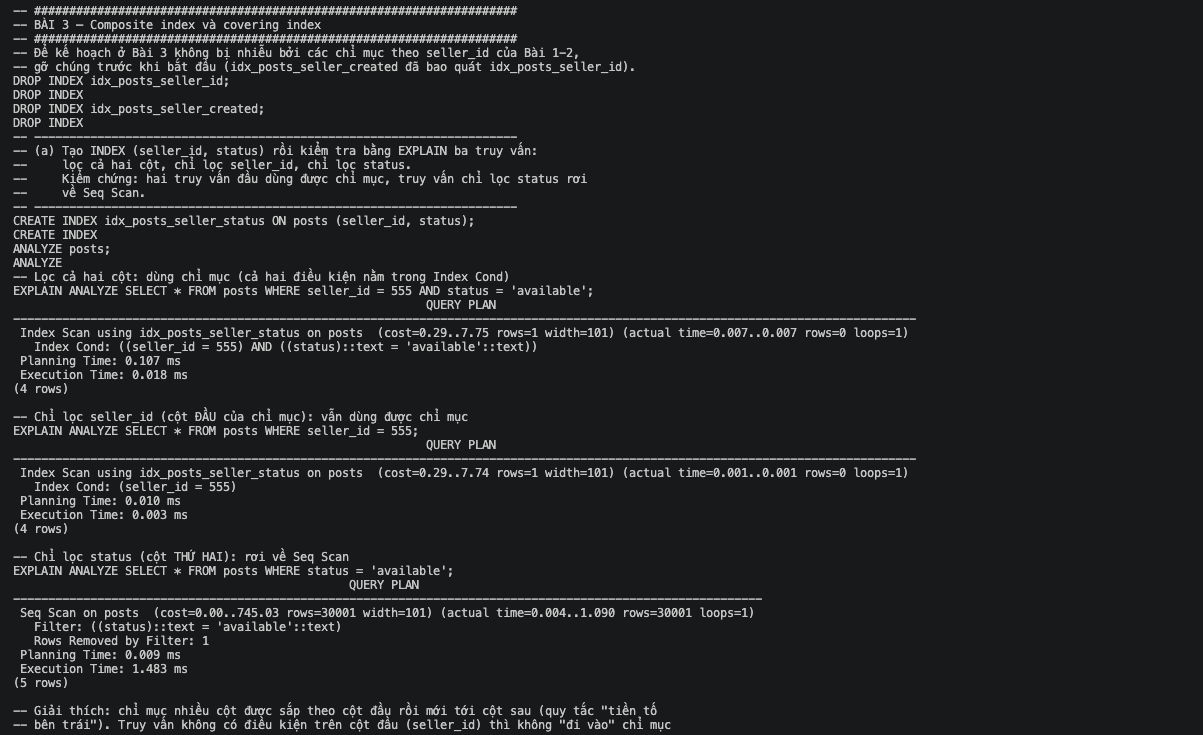 -- #####################################################################
-- BÀI 3 — Composite index và covering index
-- #####################################################################
-- Để kế hoạch ở Bài 3 không bị nhiễu bởi các chỉ mục theo seller_id của Bài 1-2,
-- gỡ chúng trước khi bắt đầu (idx_posts_seller_created đã bao quát idx_posts_seller_id).
DROP INDEX idx_posts_seller_id;
DROP INDEX
DROP INDEX idx_posts_seller_created;
DROP INDEX
-- ---------------------------------------------------------------------
-- (a) Tạo INDEX (seller_id, status) rồi kiểm tra bằng EXPLAIN ba truy vấn:
--     lọc cả hai cột, chỉ lọc seller_id, chỉ lọc status.
--     Kiểm chứng: hai truy vấn đầu dùng được chỉ mục, truy vấn chỉ lọc status rơi
--     về Seq Scan.
-- ---------------------------------------------------------------------
CREATE INDEX idx_posts_seller_status ON posts (seller_id, status);
CREATE INDEX
ANALYZE posts;
ANALYZE
-- Lọc cả hai cột: dùng chỉ mục (cả hai điều kiện nằm trong Index Cond)
EXPLAIN ANALYZE SELECT * FROM posts WHERE seller_id = 555 AND status = 'available';
QUERY PLAN
---------------------------------------------------------------------------------------------------------------------------------
Index Scan using idx_posts_seller_status on posts  (cost=0.29..7.75 rows=1 width=101) (actual time=0.007..0.007 rows=0 loops=1)
Index Cond: ((seller_id = 555) AND ((status)::text = 'available'::text))
Planning Time: 0.107 ms
Execution Time: 0.018 ms
(4 rows)
-- Chỉ lọc seller_id (cột ĐẦU của chỉ mục): vẫn dùng được chỉ mục
EXPLAIN ANALYZE SELECT * FROM posts WHERE seller_id = 555;
QUERY PLAN
---------------------------------------------------------------------------------------------------------------------------------
Index Scan using idx_posts_seller_status on posts  (cost=0.29..7.74 rows=1 width=101) (actual time=0.001..0.001 rows=0 loops=1)
Index Cond: (seller_id = 555)
Planning Time: 0.010 ms
Execution Time: 0.003 ms
(4 rows)
-- Chỉ lọc status (cột THỨ HAI): rơi về Seq Scan
EXPLAIN ANALYZE SELECT * FROM posts WHERE status = 'available';
QUERY PLAN
-----------------------------------------------------------------------------------------------------------
Seq Scan on posts  (cost=0.00..745.03 rows=30001 width=101) (actual time=0.004..1.090 rows=30001 loops=1)
Filter: ((status)::text = 'available'::text)
Rows Removed by Filter: 1
Planning Time: 0.009 ms
Execution Time: 1.483 ms
(5 rows)
-- Giải thích: chỉ mục nhiều cột được sắp theo cột đầu rồi mới tới cột sau (quy tắc "tiền tố
-- bên trái"). Truy vấn không có điều kiện trên cột đầu (seller_id) thì không "đi vào" chỉ mục